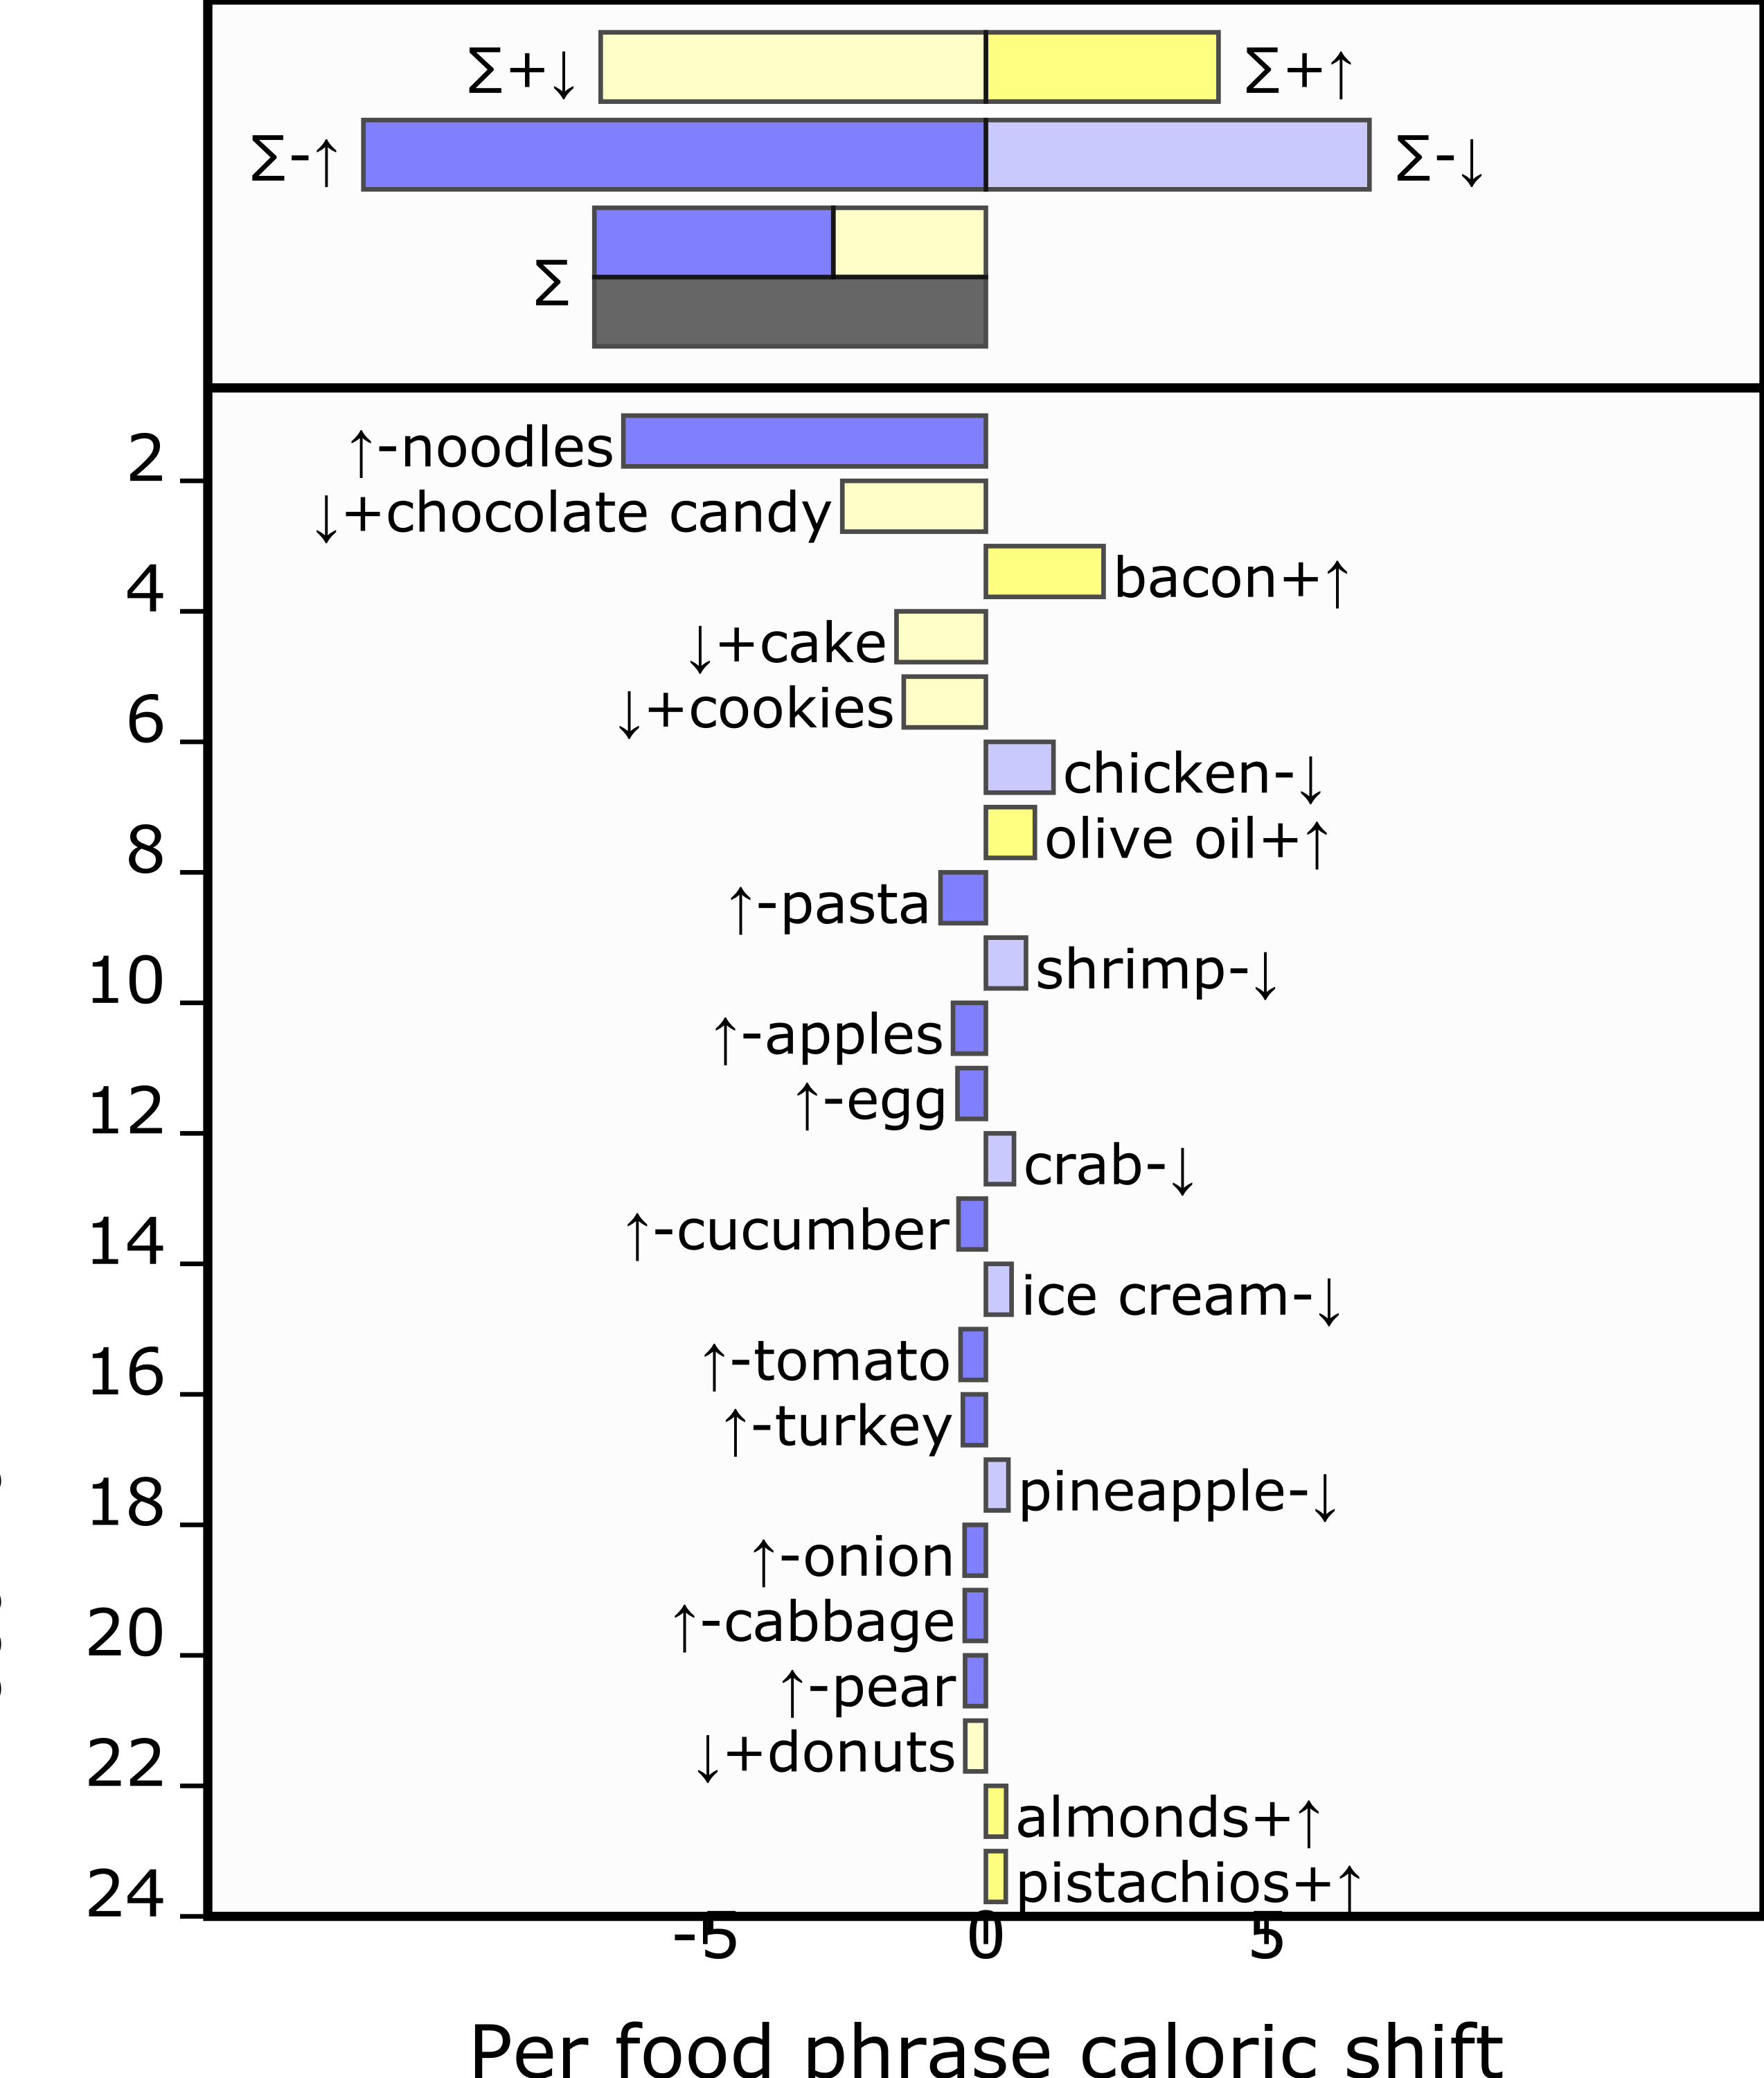 ∑+↓ ∑+↑
∑-↑ ∑-↓
∑
2 ↑-noodles
↓+chocolate candy
4 bacon+↑
↓+cake
6 ↓+cookies
chicken-↓
8 olive oil+↑
↑-pasta
10 shrimp-↓
↑-apples
12 ↑-egg
crab-↓
14 ↑-cucumber
ice cream-↓
16 ↑-tomato
↑-turkey
18 pineapple-↓
↑-onion
20 ↑-cabbage
↑-pear
22 ↓+donuts
almonds+↑
24 pistachios+↑
-5 0 5
Per food phrase caloric shift